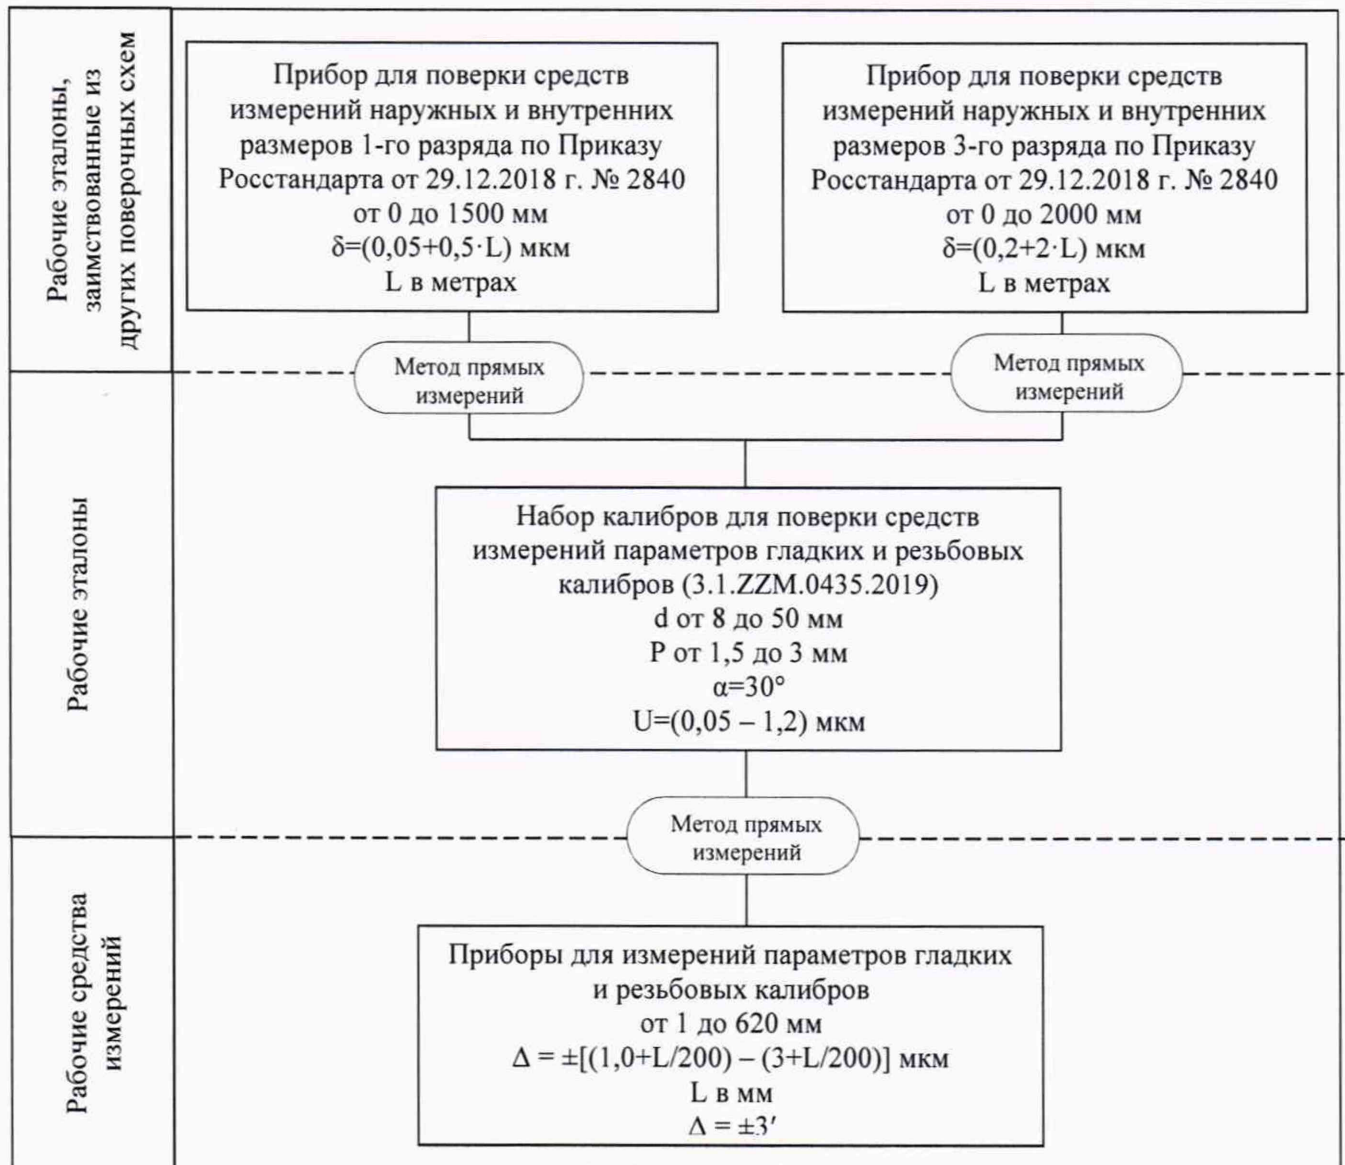 Рабочие эталоны,
заимствованные из
других поверочных схем
Прибор для поверки средств
измерений наружных и внутренних
размеров 1-го разряда по Приказу
Росстандарта от 29.12.2018 г. № 2840
от 0 до 1500 мм
δ=(0,05+0,5·L) мкм
L в метрах
Прибор для поверки средств
измерений наружных и внутренних
размеров 3-го разряда по Приказу
Росстандарта от 29.12.2018 г. № 2840
от 0 до 2000 мм
δ=(0,2+2·L) мкм
L в метрах
Метод прямых
измерений
Метод прямых
измерений
Рабочие эталоны
Набор калибров для поверки средств
измерений параметров гладких и резьбовых
калибров (3.1.ZZM.0435.2019)
d от 8 до 50 мм
P от 1,5 до 3 мм
α=30°
U=(0,05 – 1,2) мкм
Метод прямых
измерений
Рабочие средства
измерений
Приборы для измерений параметров гладких
и резьбовых калибров
от 1 до 620 мм
Δ = ±[(1,0+L/200) – (3+L/200)] мкм
L в мм
Δ = ±3′